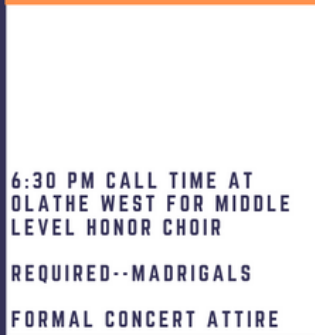 6:30 PM CALL TIME AT
OLATHE WEST FOR MIDDLE
LEVEL HONOR CHOIR
REQUIRED--MADRIGALS
FORMAL CONCERT ATTIRE